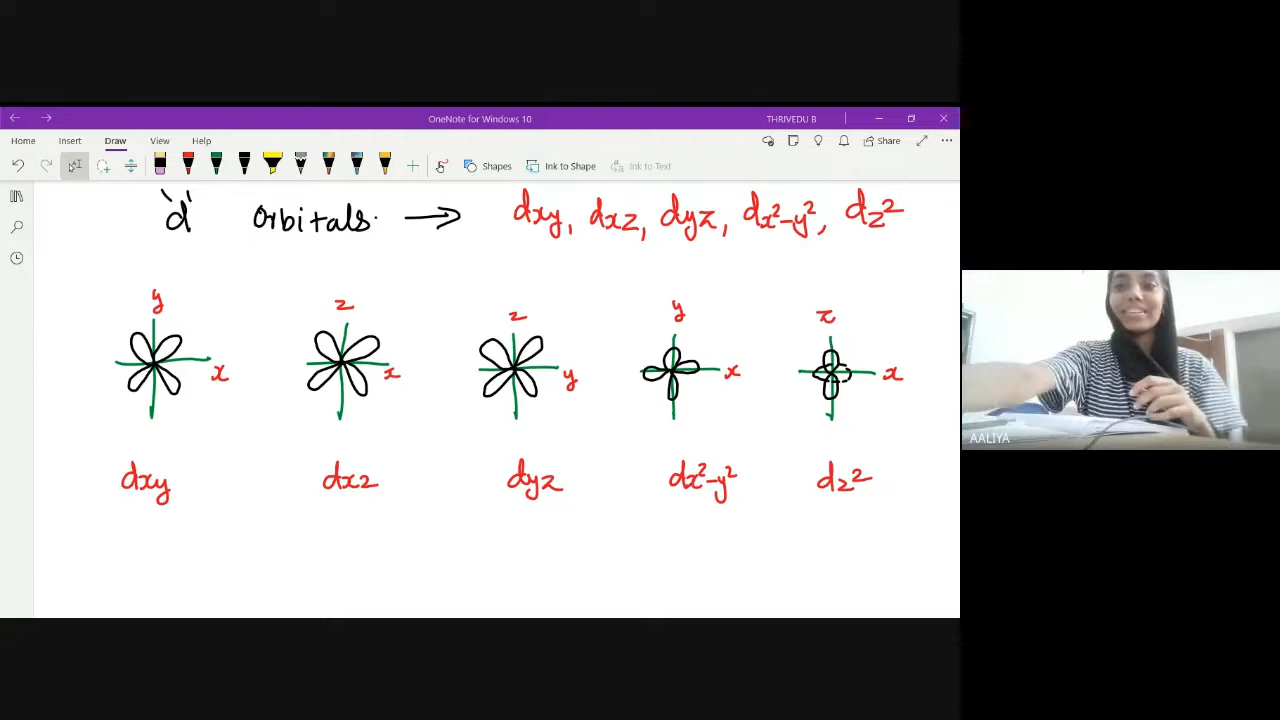 OneNote for Windows 10
THRIVEDU B
Home Insert Draw View Help
Share
Shapes Ink to Shape Ink to Text
'd' Orbitals. → dxy, dxz, dyz, dx²-y², dz²
y z z y z
x x y x x
dxy dxz dyz dx²-y² dz²
AALIYA